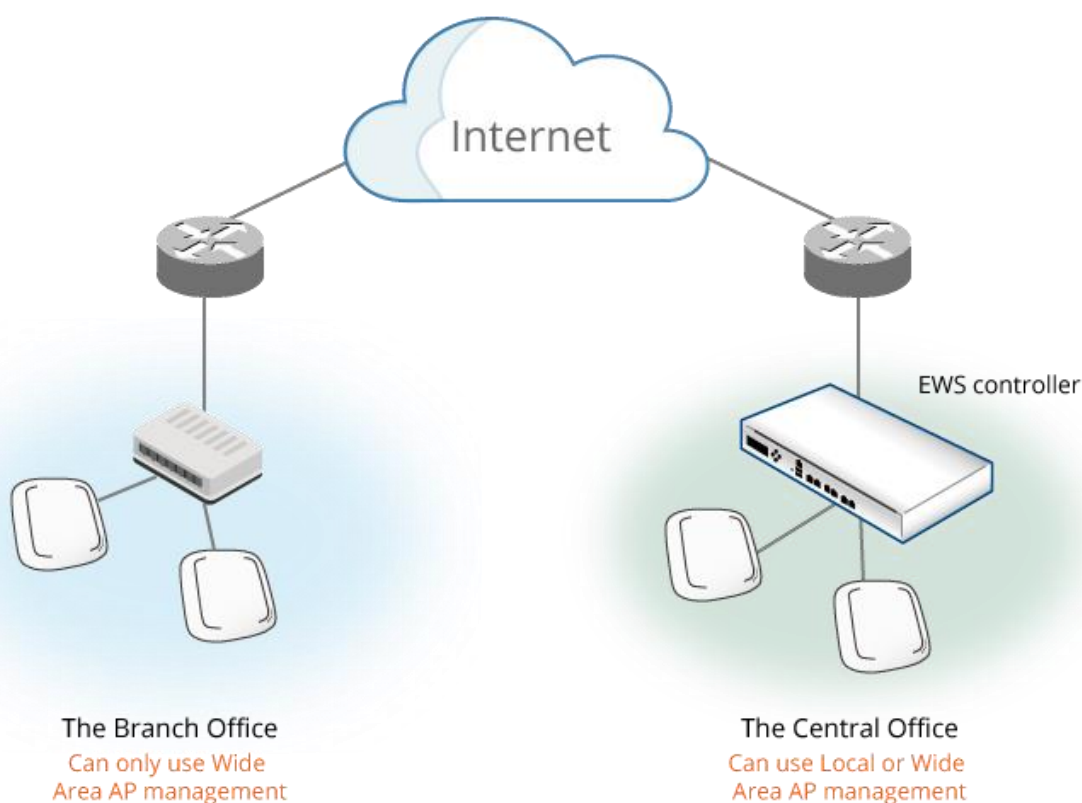 Internet
EWS controller
The Branch Office
Can only use Wide
Area AP management
The Central Office
Can use Local or Wide
Area AP management